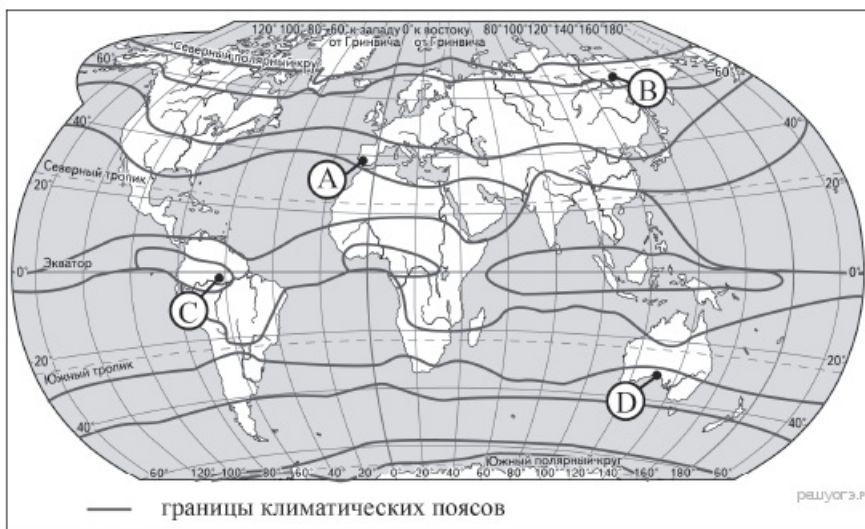 120° 100° 80° 60° к западу 0° к востоку 80° 100° 120° 140° 160° 180°
от Гринвича от Гринвича
Северный полярный круг
60° 60°
B
40° 40°
A
Северный тропик
20° 20°
Экватор
0° 0°
C
20° 20°
Южный тропик
D
40° 40°
Южный полярный круг
60° 120° 100° 80° 60° 40° 20° 0° 20° 40° 60° 80° 100° 120° 140° 160° 180° 60°
границы климатических поясов
решуогэ.р